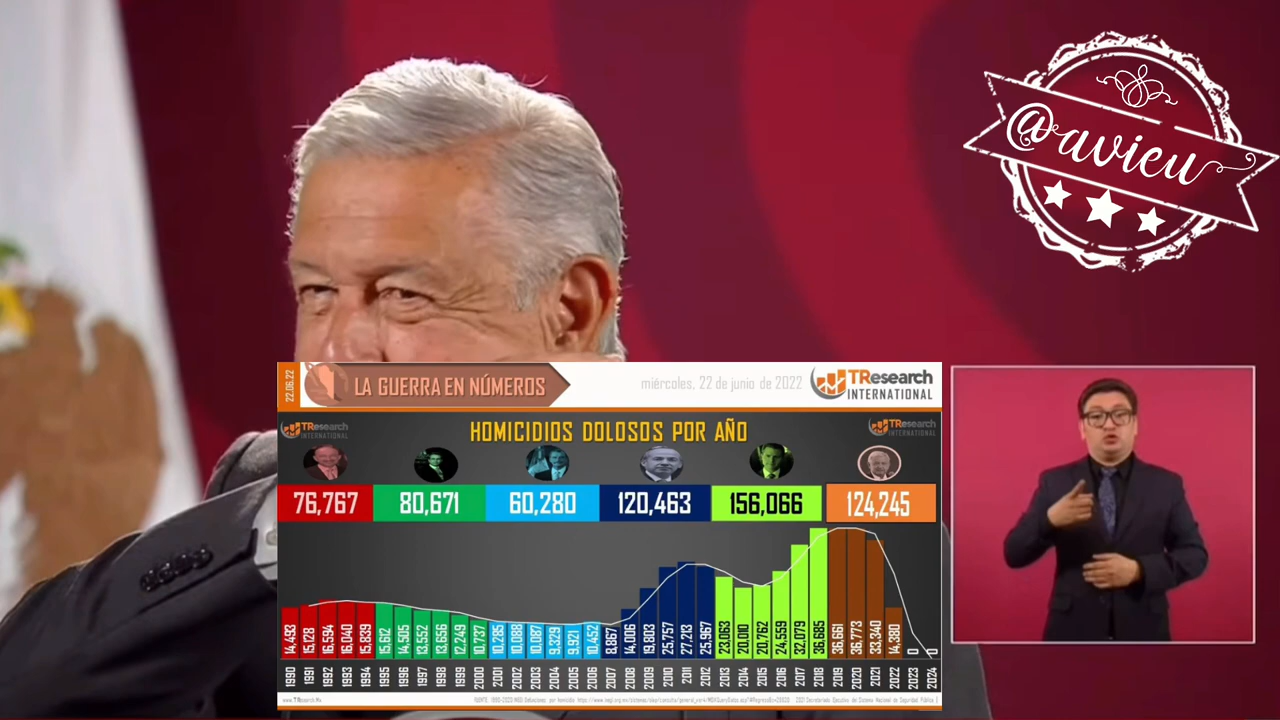 @avieu
22.06.22
LA GUERRA EN NÚMEROS
miércoles, 22 de junio de 2022
TResearch
INTERNATIONAL
TResearch
INTERNATIONAL
HOMICIDIOS DOLOSOS POR AÑO
TResearch
INTERNATIONAL
76,767 80,671 60,280 120,463 156,066 124,245
14,493 15,128 16,594 16,040 15,839 15,612 14,505 13,552 13,656 12,249 10,737 10,285 10,088 10,087 9,329 9,921 10,452 8,867 14,006 19,803 25,757 27,213 25,967 23,063 20,010 20,762 24,559 32,079 36,685 36,661 36,773 33,340 14,380 0 0
1990 1991 1992 1993 1994 1995 1996 1997 1998 1999 2000 2001 2002 2003 2004 2005 2006 2007 2008 2009 2010 2011 2012 2013 2014 2015 2016 2017 2018 2019 2020 2021 2022 2023 2024
www.TResearch.Mx